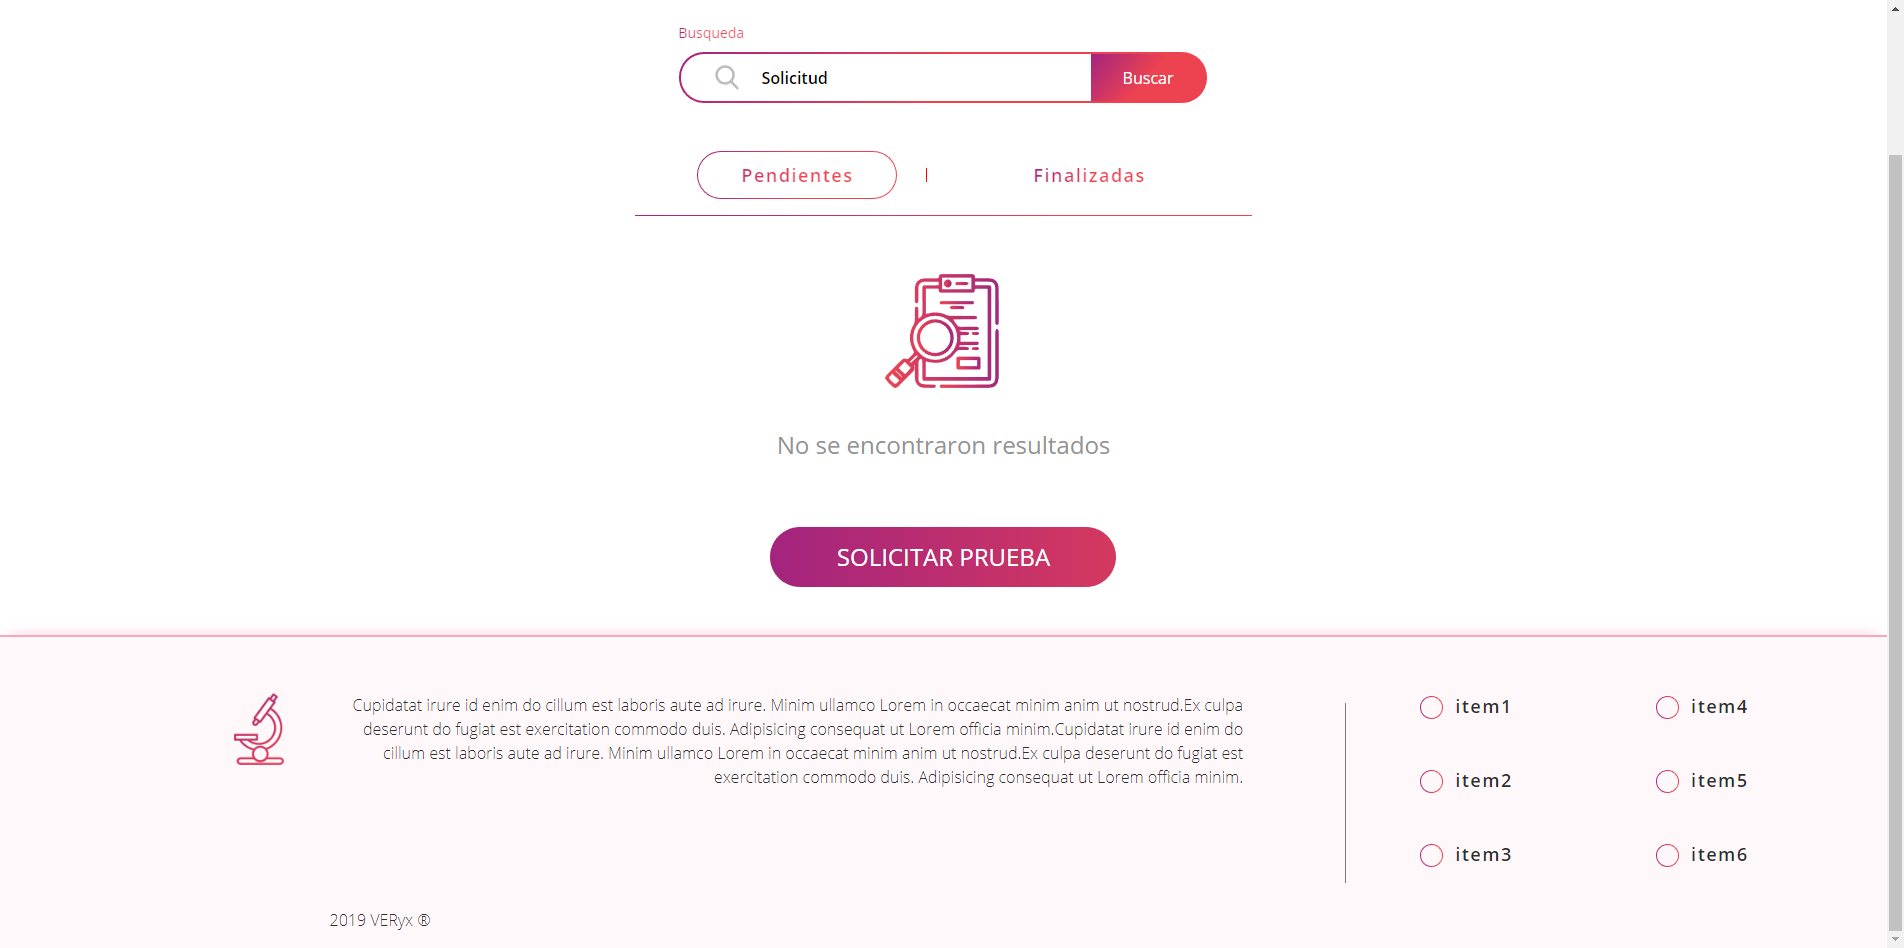 Busqueda
Solicitud
Buscar
Pendientes
Finalizadas
No se encontraron resultados
SOLICITAR PRUEBA
Cupidatat irure id enim do cillum est laboris aute ad irure. Minim ullamco Lorem in occaecat minim anim ut nostrud.Ex culpa
deserunt do fugiat est exercitation commodo duis. Adipisicing consequat ut Lorem officia minim.Cupidatat irure id enim do
cillum est laboris aute ad irure. Minim ullamco Lorem in occaecat minim anim ut nostrud.Ex culpa deserunt do fugiat est
exercitation commodo duis. Adipisicing consequat ut Lorem officia minim.
item1
item2
item3
item4
item5
item6
2019 VERyx ®